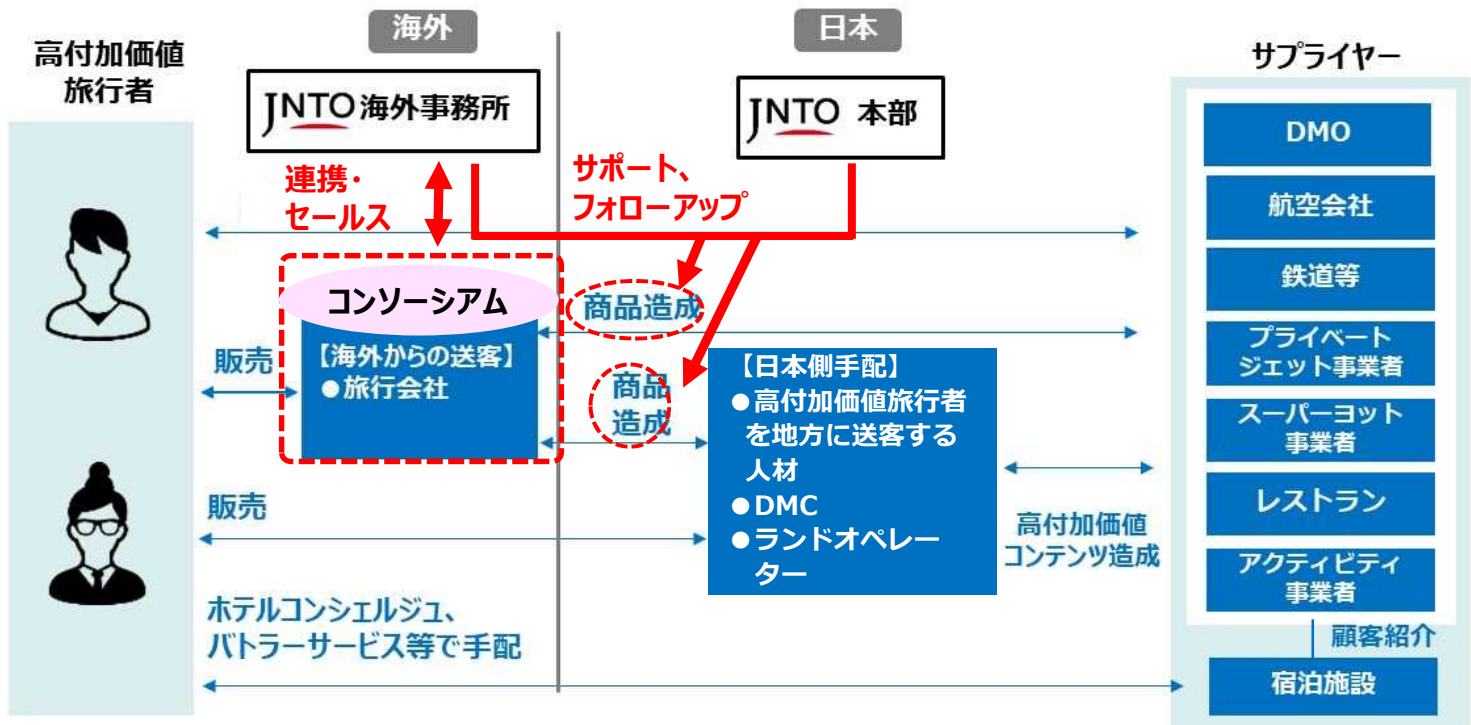 海外
日本
高付加価値
旅行者
サプライヤー
JNTO 海外事務所
JNTO 本部
連携・
セールス
サポート、
フォローアップ
コンソーシアム
【海外からの送客】
●旅行会社
販売
商品造成
商品
造成
【日本側手配】
●高付加価値旅行者
を地方に送客する
人材
●DMC
●ランドオペレー
ター
販売
高付加価値
コンテンツ造成
ホテルコンシェルジュ、
バトラーサービス等で手配
DMO
航空会社
鉄道等
プライベート
ジェット事業者
スーパーヨット
事業者
レストラン
アクティビティ
事業者
顧客紹介
宿泊施設